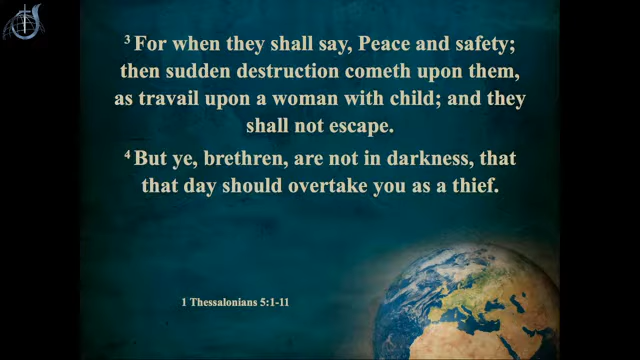 3 For when they shall say, Peace and safety;
then sudden destruction cometh upon them,
as travail upon a woman with child; and they
shall not escape.
4 But ye, brethren, are not in darkness, that
that day should overtake you as a thief.
1 Thessalonians 5:1-11